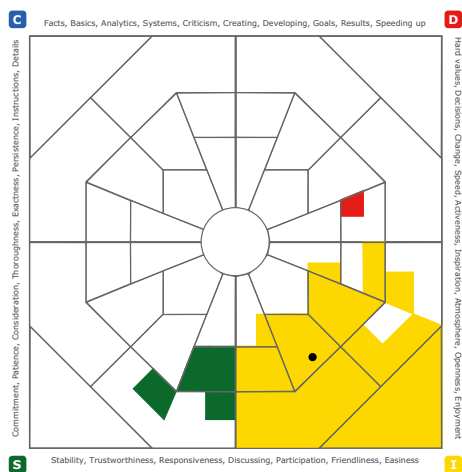 C
Facts, Basics, Analytics, Systems, Criticism, Creating, Developing, Goals, Results, Speeding up
D
Commitment, Patience, Consideration, Thoroughness, Exactness, Persistence, Instructions, Details
Hard values, Decisions, Change, Speed, Activeness, Inspiration, Atmosphere, Openness, Enjoyment
S
Stability, Trustworthiness, Responsiveness, Discussing, Participation, Friendliness, Easiness
I